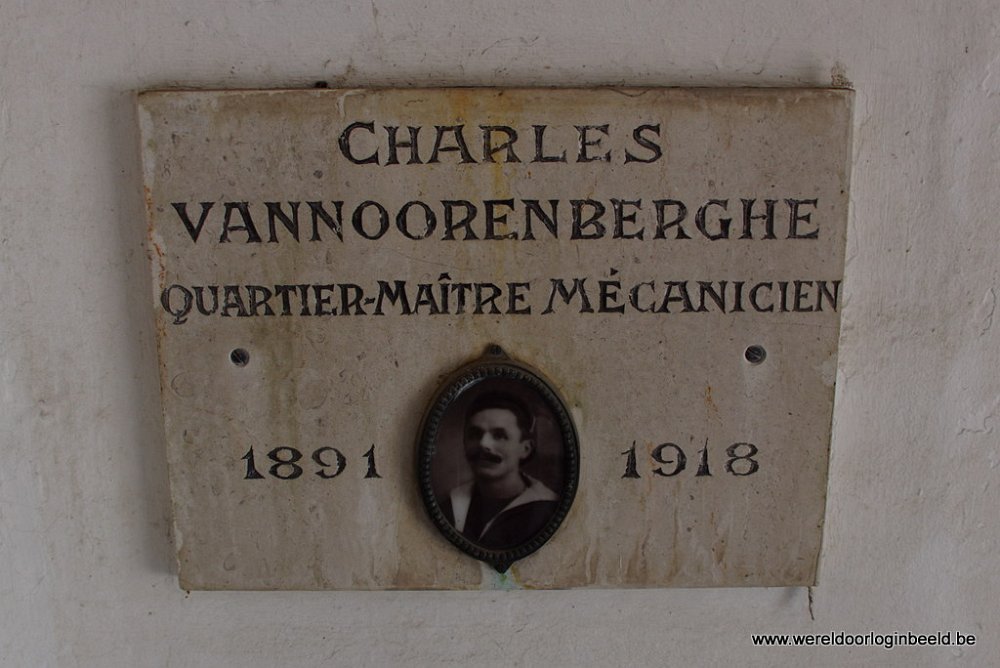 CHARLES
VANNOORENBERGHE
QUARTIER-MAÎTRE MÉCANICIEN
1891 1918
www.wereldoorloginbeeld.be